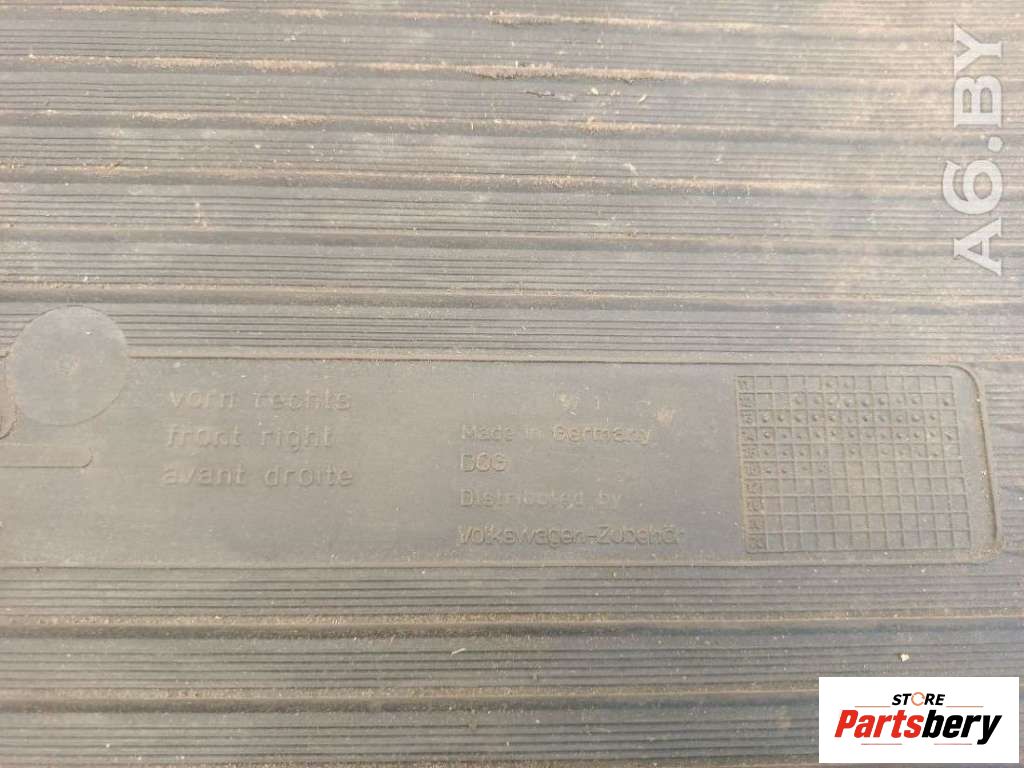 A6.BY
vorn rechts
front right
avant droite
Made in Germany
Distributed by
Volkswagen-Zubehör
STORE
Partsbery